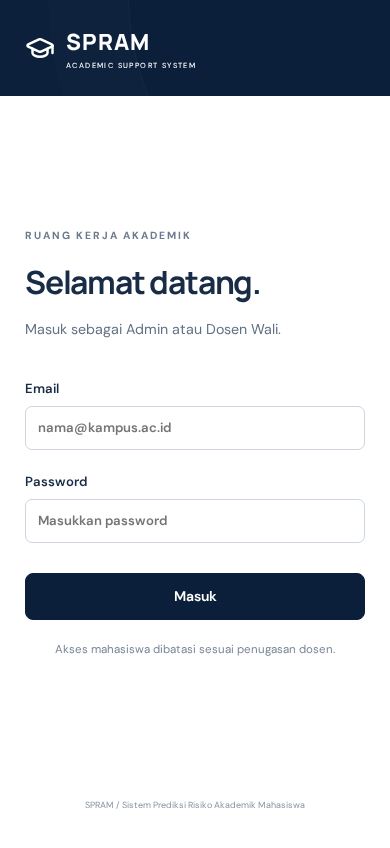 SPRAM
ACADEMIC SUPPORT SYSTEM
RUANG KERJA AKADEMIK
Selamat datang.
Masuk sebagai Admin atau Dosen Wali.
Email
nama@kampus.ac.id
Password
Masukkan password
Masuk
Akses mahasiswa dibatasi sesuai penugasan dosen.
SPRAM / Sistem Prediksi Risiko Akademik Mahasiswa